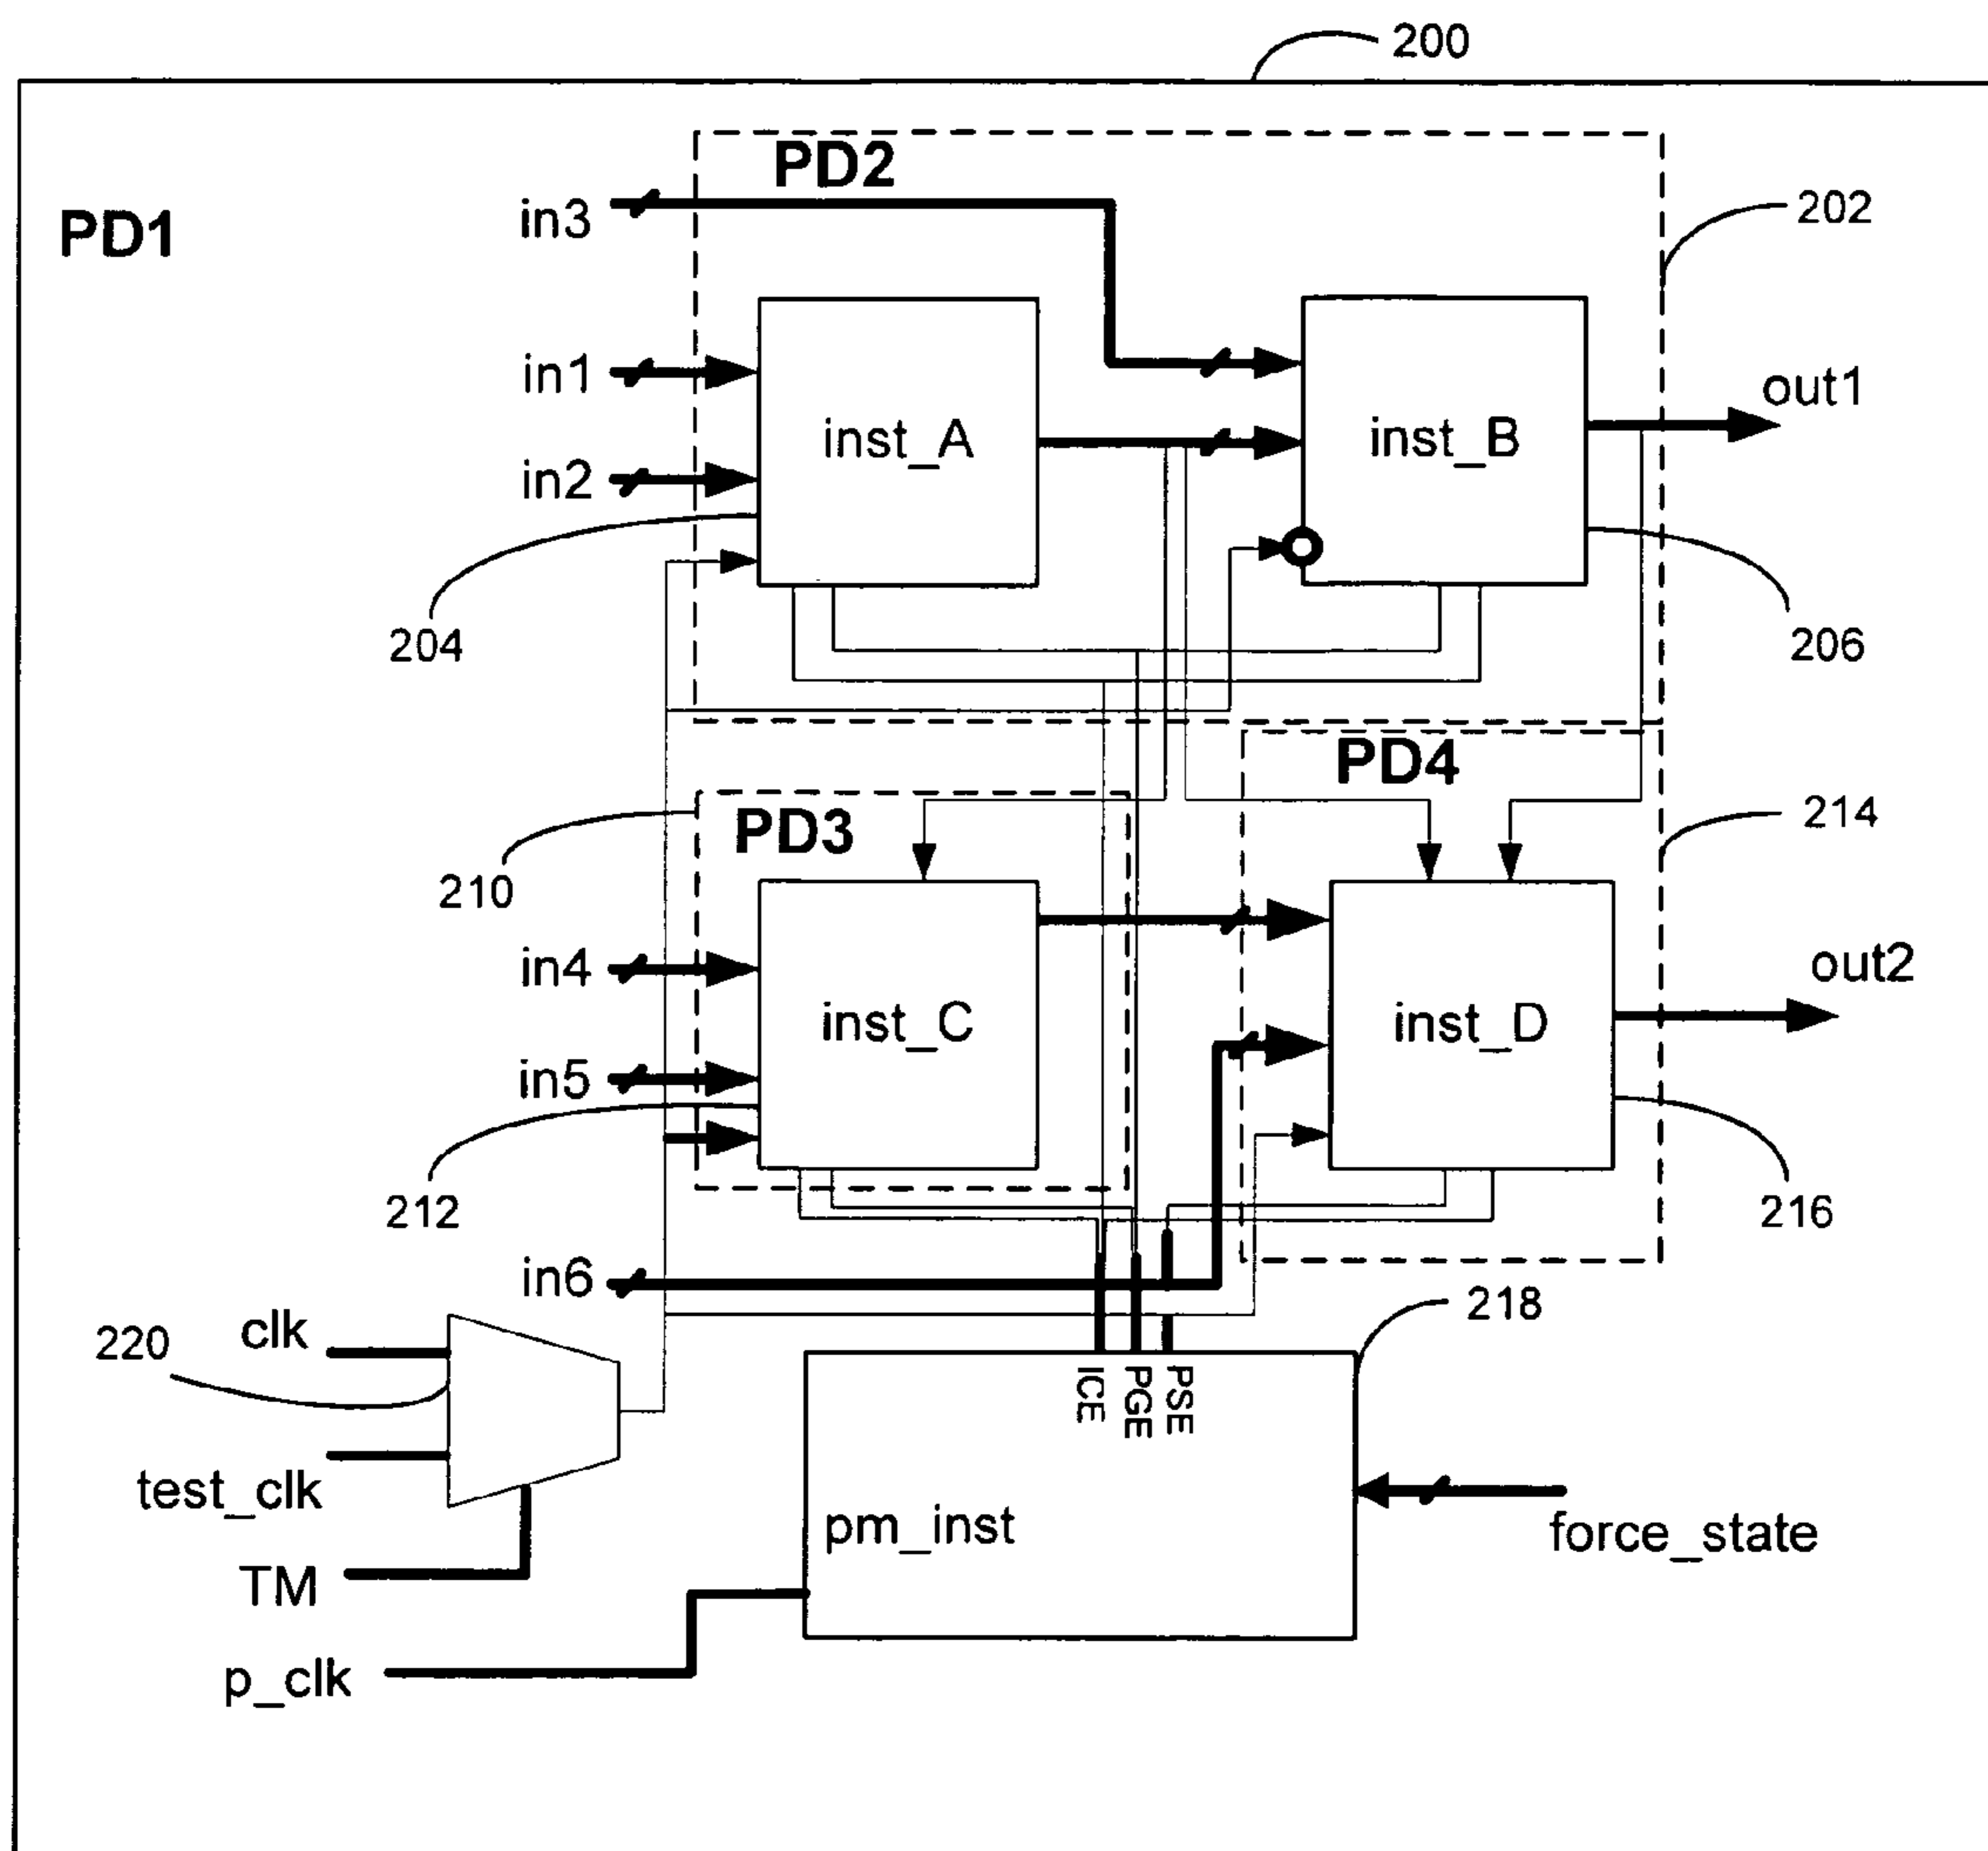 200
PD2
202
in3
PD1
in1
out1
inst_A
inst_B
in2
204
206
PD4
214
PD3
210
in4
out2
inst_C
inst_D
in5
212
216
in6
218
clk
220
ICE
PGE
PSE
test_clk
pm_inst
force_state
TM
p_clk